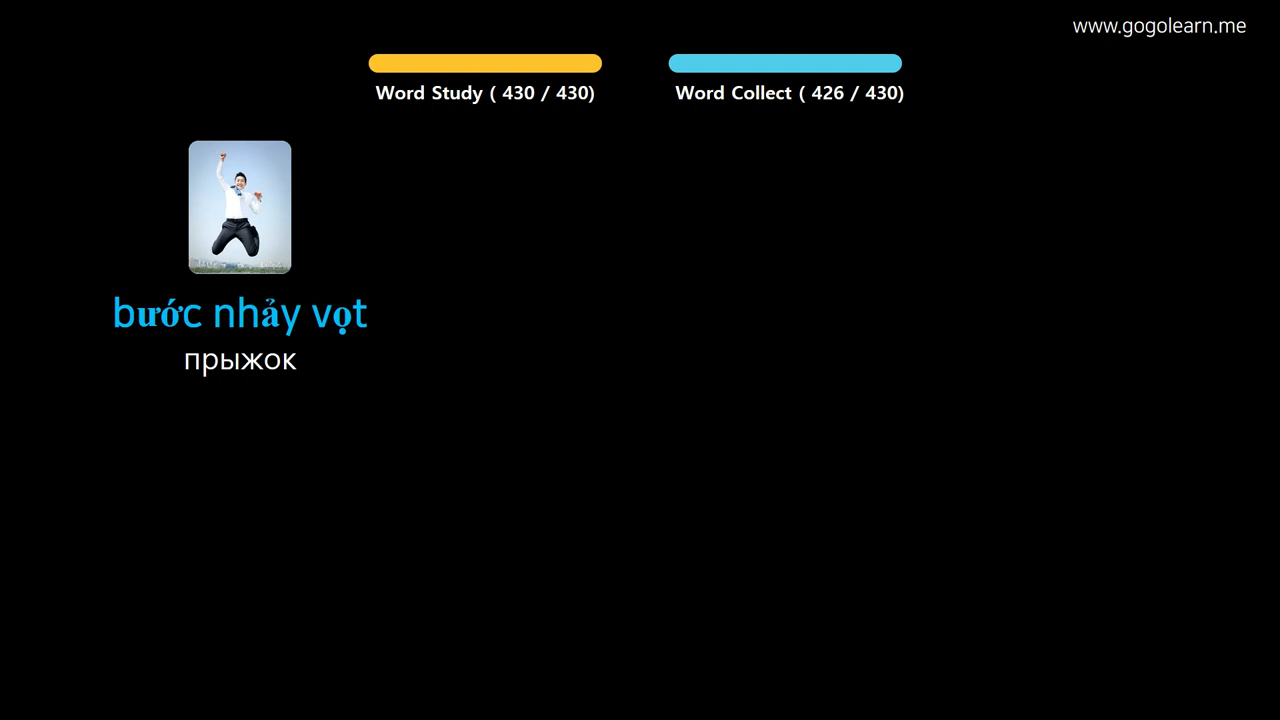 www.gogolearn.me
Word Study ( 430 / 430)
Word Collect ( 426 / 430)
bước nhảy vọt
прыжок